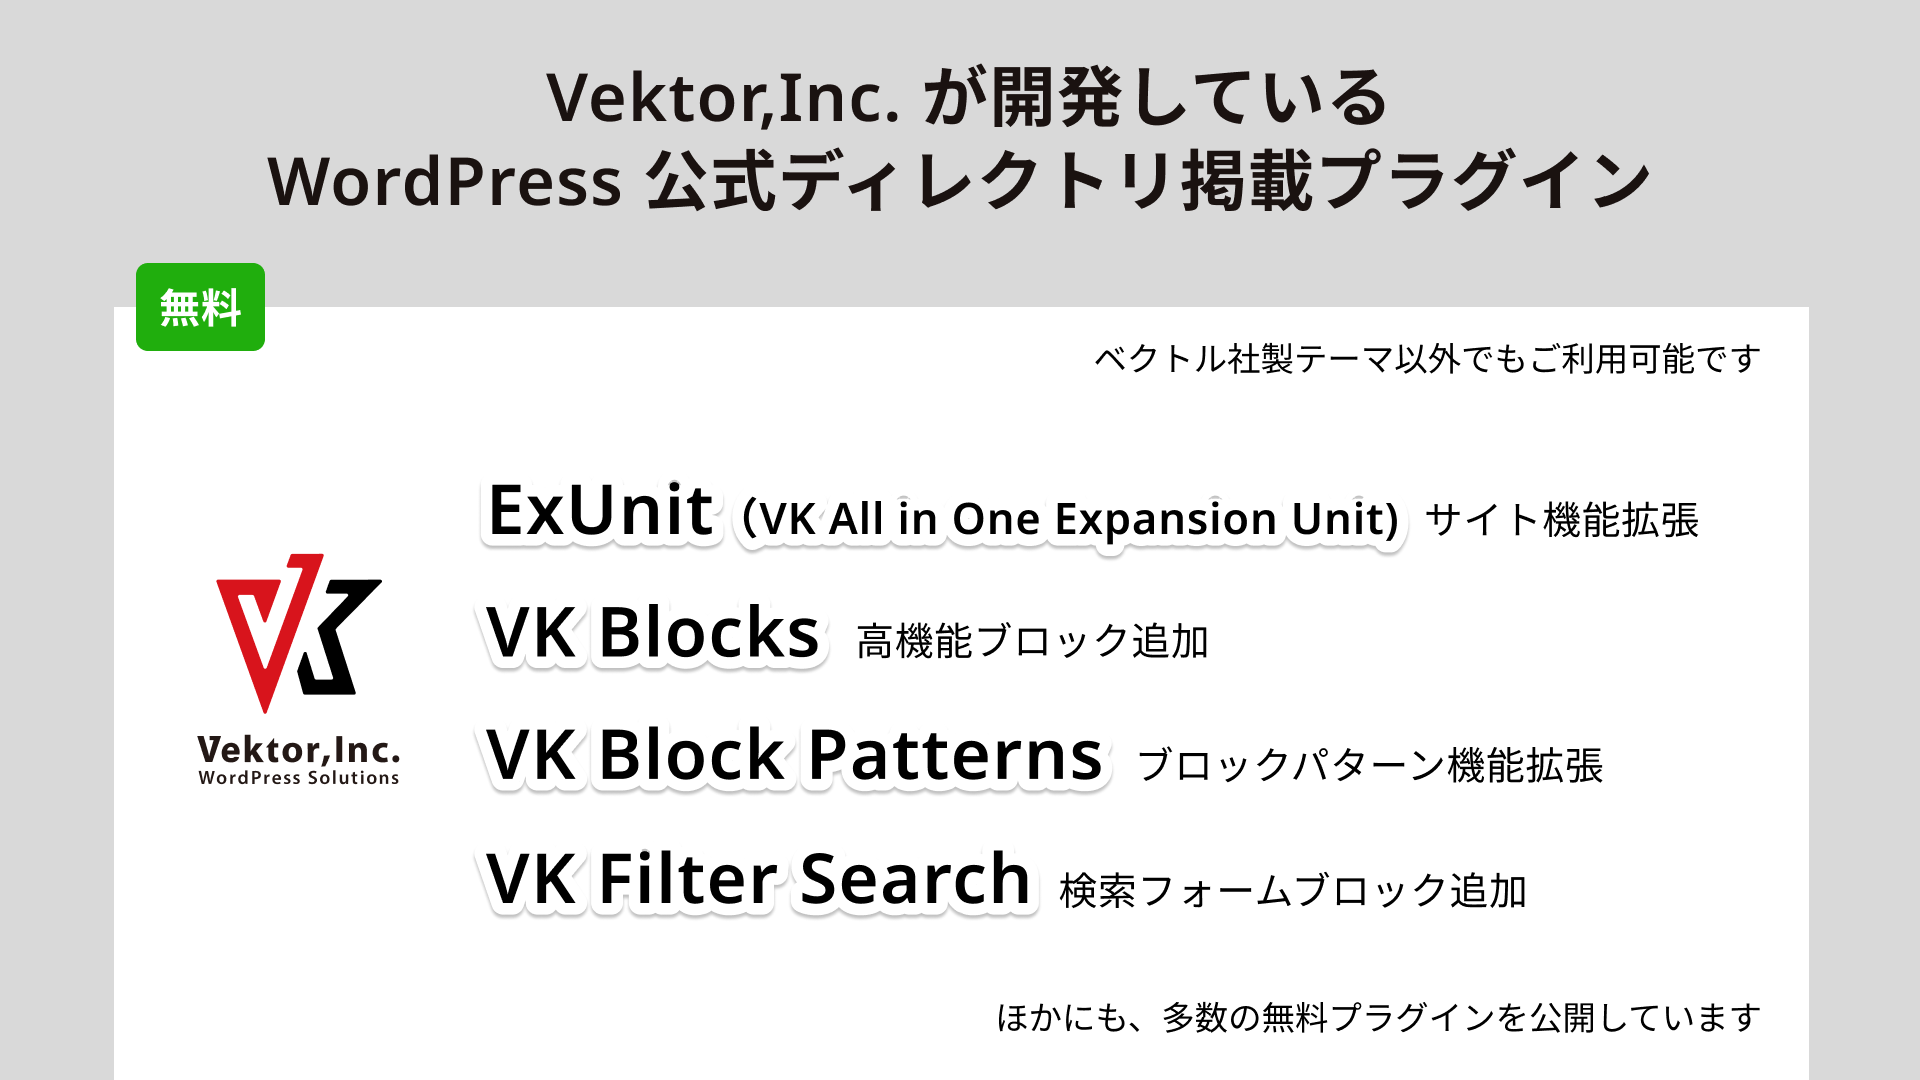 Vektor,Inc. が開発している
WordPress 公式ディレクトリ掲載プラグイン
無料
ベクトル社製テーマ以外でもご利用可能です
ExUnit（VK All in One Expansion Unit) サイト機能拡張
VK Blocks 高機能ブロック追加
VK Block Patterns ブロックパターン機能拡張
VK Filter Search 検索フォームブロック追加
VK
Vektor,Inc.
WordPress Solutions
ほかにも、多数の無料プラグインを公開しています